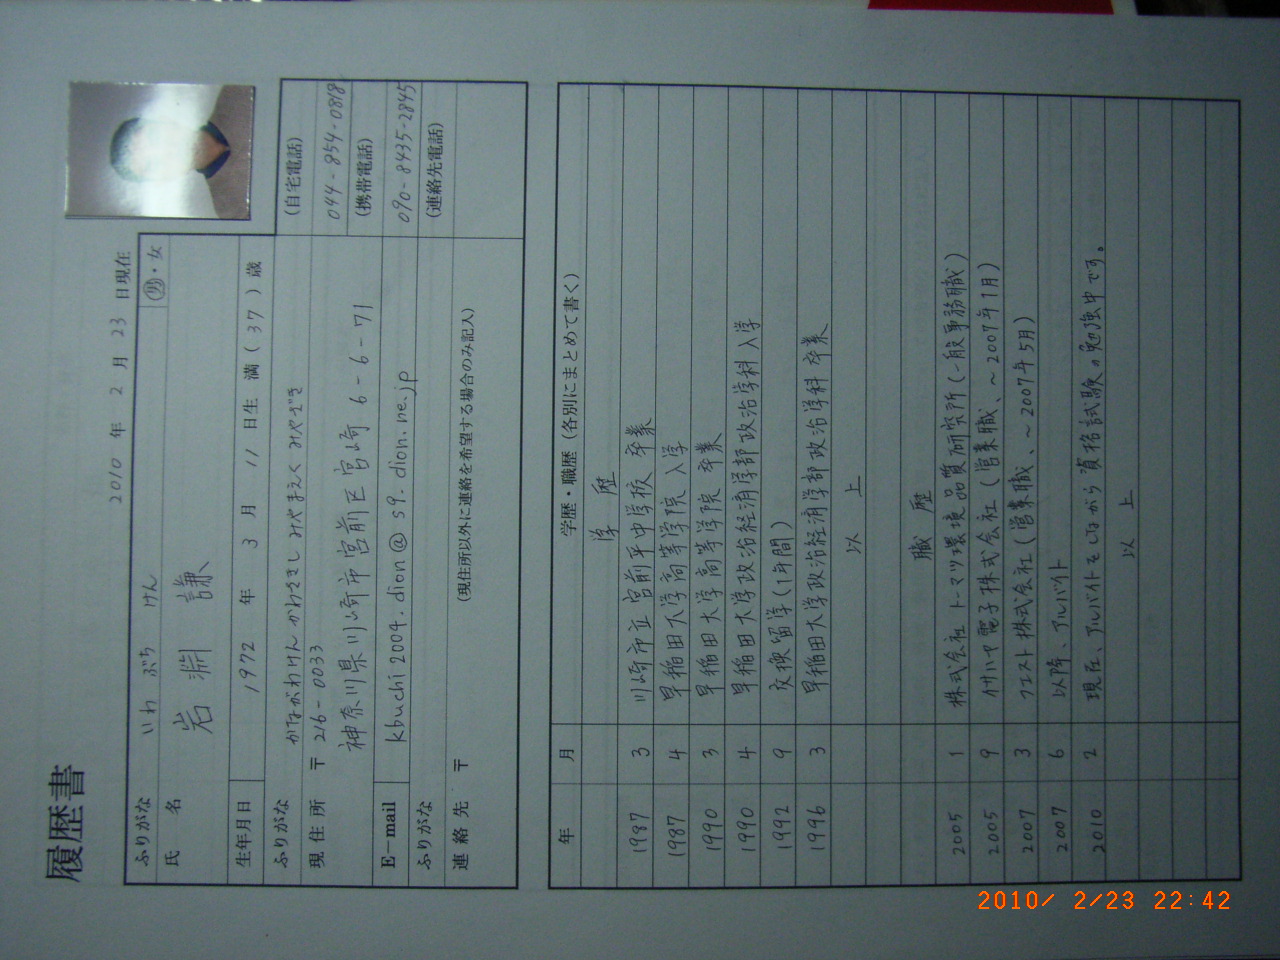 履歴書
2010 年 2 月 23 日現在
ふりがな いわ ぶち けん 男・女
氏 名 岩 淵 謙
生年月日 1972 年 3 月 11 日生 満 ( 37 ) 歳
ふりがな かながわけん かわさきし みやまえく みやざき
(自宅電話)
現 住 所 〒 216-0033
044-854-0818
神奈川県川崎市宮前区宮崎 6-6-71
(携帯電話)
E-mail kbuchi2004.dion@s9.dion.ne.jp
090-8435-2845
ふりがな
(連絡先電話)
連 絡 先 〒 (現住所以外に連絡を希望する場合のみ記入)
年 月 学歴・職歴 (各別にまとめて書く)
学 歴
1987 3 川崎市立 宮前平中学校 卒業
1987 4 早稲田大学高等学院 入学
1990 3 早稲田大学高等学院 卒業
1990 4 早稲田大学政治経済学部政治学科 入学
1992 9 交換留学 (1年間)
1996 3 早稲田大学政治経済学部政治学科 卒業
以 上
職 歴
2005 1 株式会社 トーマツ環境品質研究所 (一般事務職)
2005 9 電子株式会社 (営業職、~2007年1月)
2007 3 クエスト株式会社 (営業職、~2007年5月)
2007 6 以降、アルバイト
2010 2 現在、アルバイトをしながら資格試験の勉強中です。
以 上
2010/ 2/23 22:42